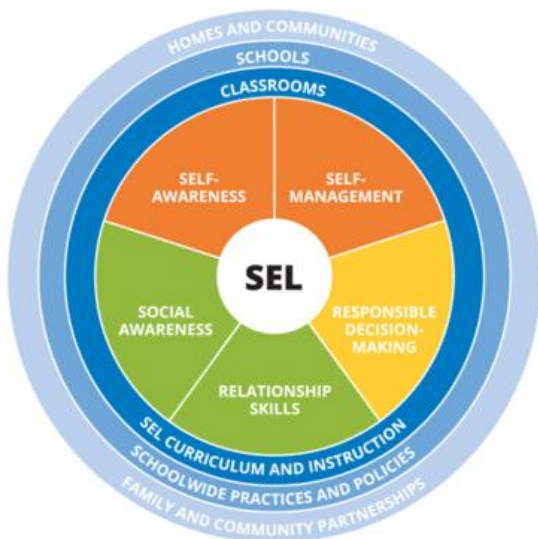 HOMES AND COMMUNITIES
SCHOOLS
CLASSROOMS
SELF-
AWARENESS
SELF-
MANAGEMENT
SEL
SOCIAL
AWARENESS
RESPONSIBLE
DECISION-
MAKING
RELATIONSHIP
SKILLS
SEL CURRICULUM AND INSTRUCTION
SCHOOLWIDE PRACTICES AND POLICIES
FAMILY AND COMMUNITY PARTNERSHIPS